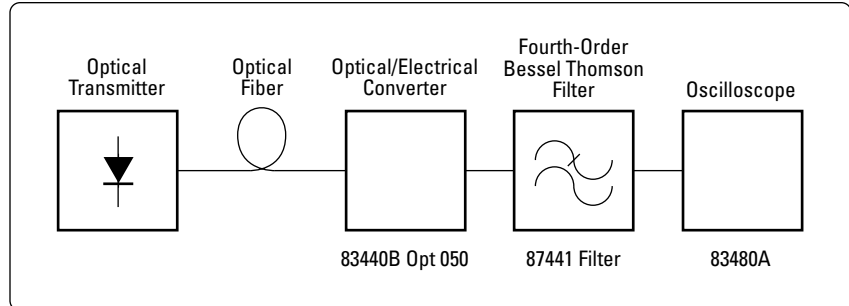 Optical
Transmitter
Optical
Fiber
Optical/Electrical
Converter
Fourth-Order
Bessel Thomson
Filter
Oscilloscope
83440B Opt 050
87441 Filter
83480A